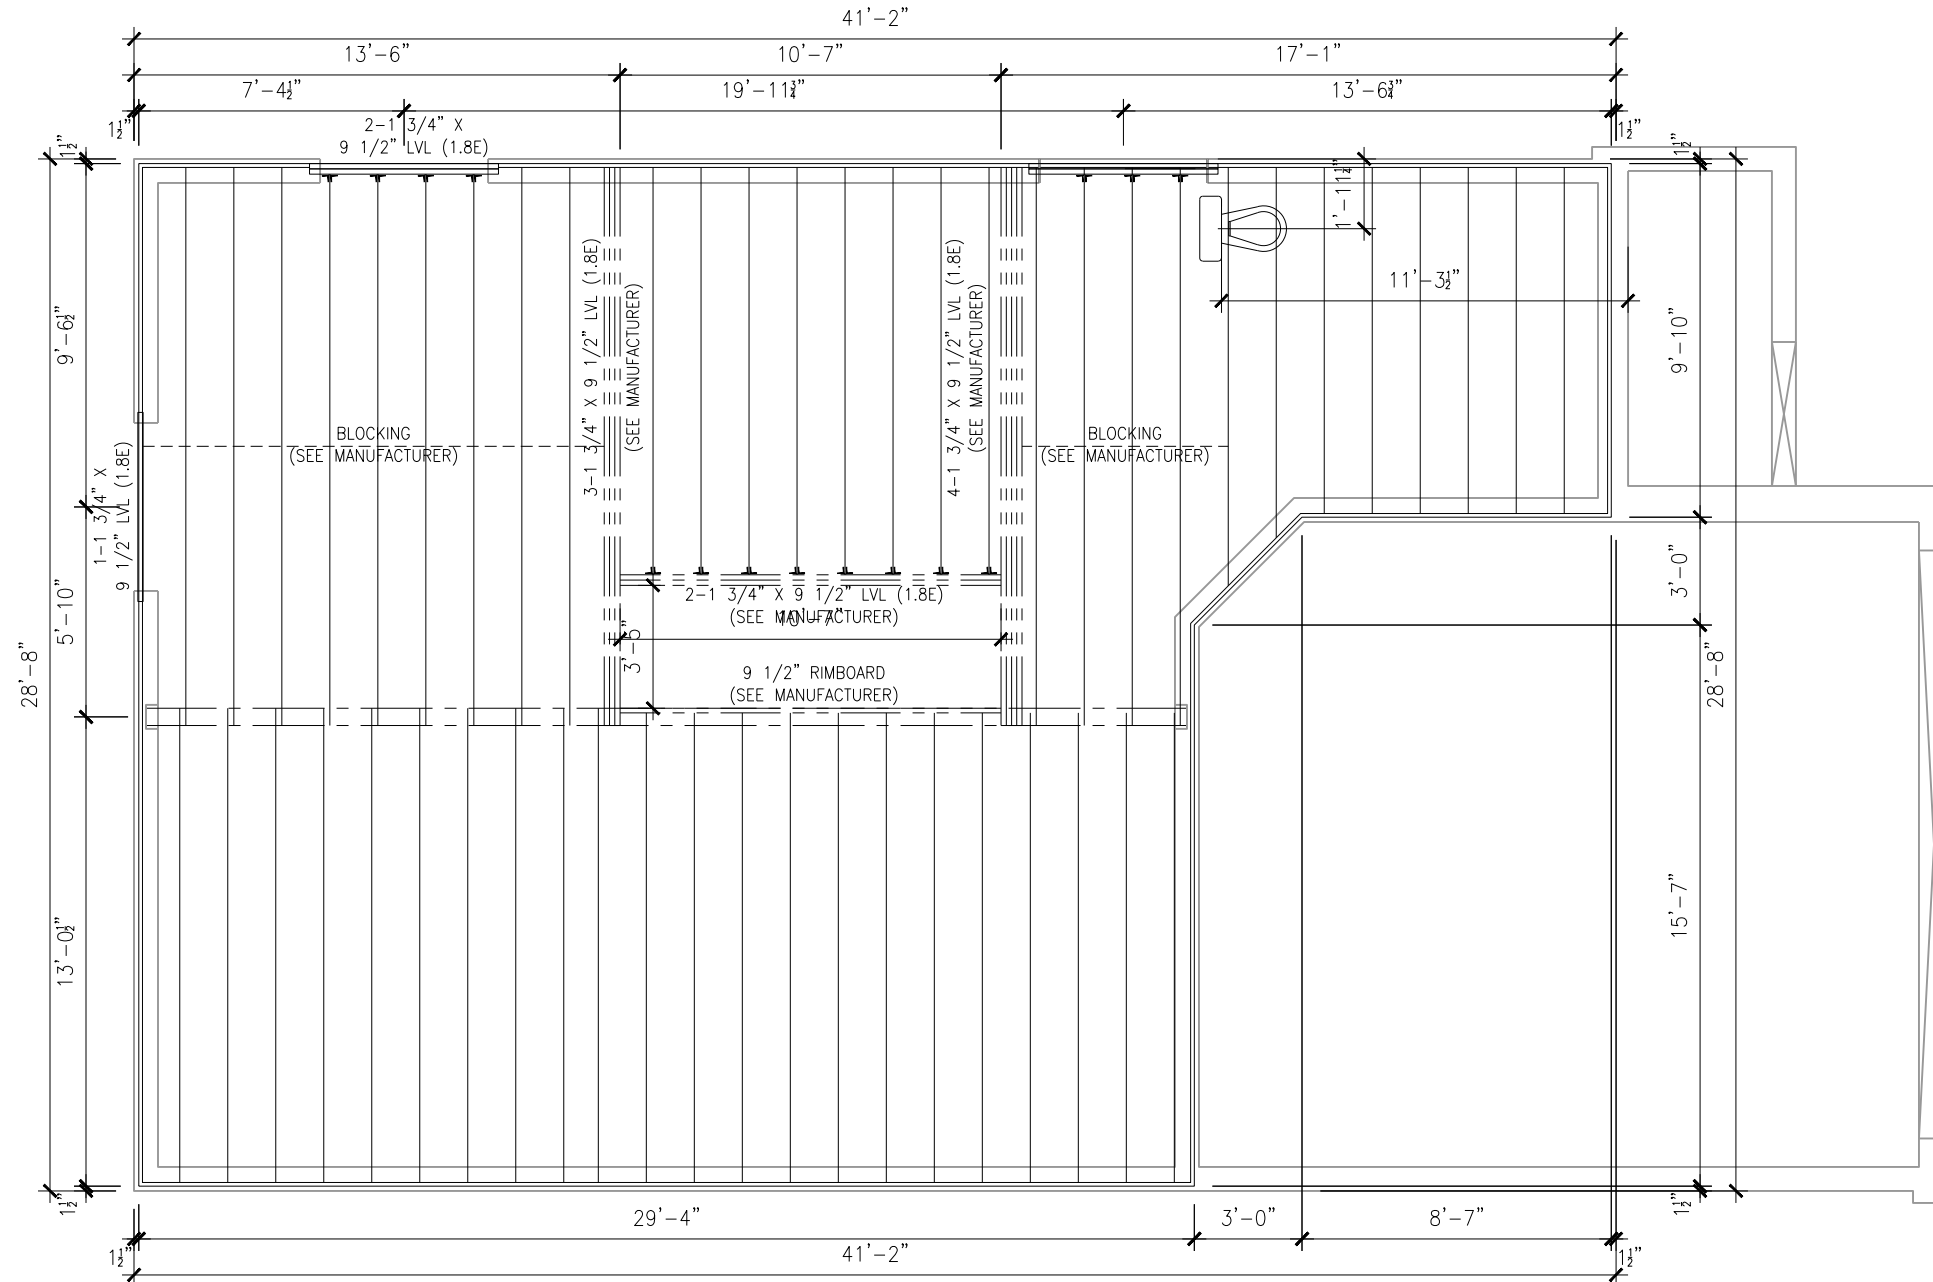 41'-2"
13'-6" 10'-7" 17'-1"
7'-4½" 19'-11¾" 13'-6¾"
1½" 1½"
2-1 3/4" X
9 1/2" LVL (1.8E)
1½" 1½"
1'-11¼"
11'-3½"
9'-6½"
9'-10"
3-1 3/4" X 9 1/2" LVL (1.8E)
(SEE MANUFACTURER)
4-1 3/4" X 9 1/2" LVL (1.8E)
(SEE MANUFACTURER)
BLOCKING
(SEE MANUFACTURER)
BLOCKING
(SEE MANUFACTURER)
1-1 3/4" X
9 1/2" LVL (1.8E)
5'-10"
3'-0"
2-1 3/4" X 9 1/2" LVL (1.8E)
(SEE MANUFACTURER)
10'-7"
3'-5"
28'-8" 28'-8"
9 1/2" RIMBOARD
(SEE MANUFACTURER)
13'-0½"
15'-7"
1½" 1½"
29'-4" 3'-0" 8'-7"
1½" 1½"
41'-2"